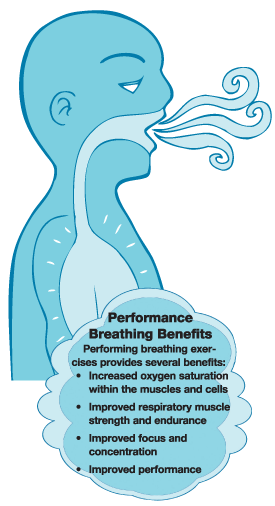 Performance
Breathing Benefits
Performing breathing exer-
cises provides several benefits:
• Increased oxygen saturation
within the muscles and cells
• Improved respiratory muscle
strength and endurance
• Improved focus and
concentration
• Improved performance